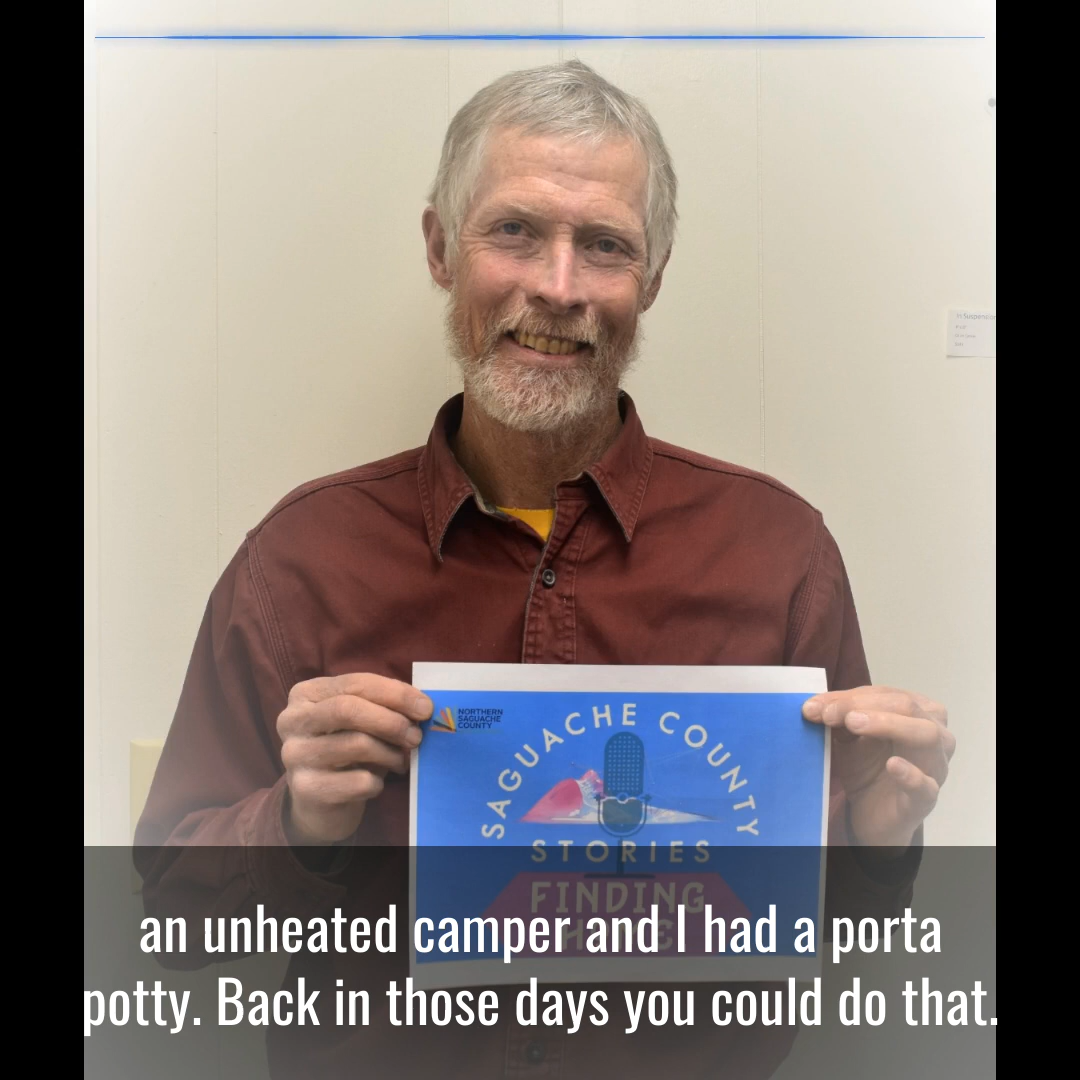 NORTHERN
SAGUACHE
COUNTY
SAGUACHE COUNTY
STORIES
FINDING
HOME
an unheated camper and I had a porta
potty. Back in those days you could do that.